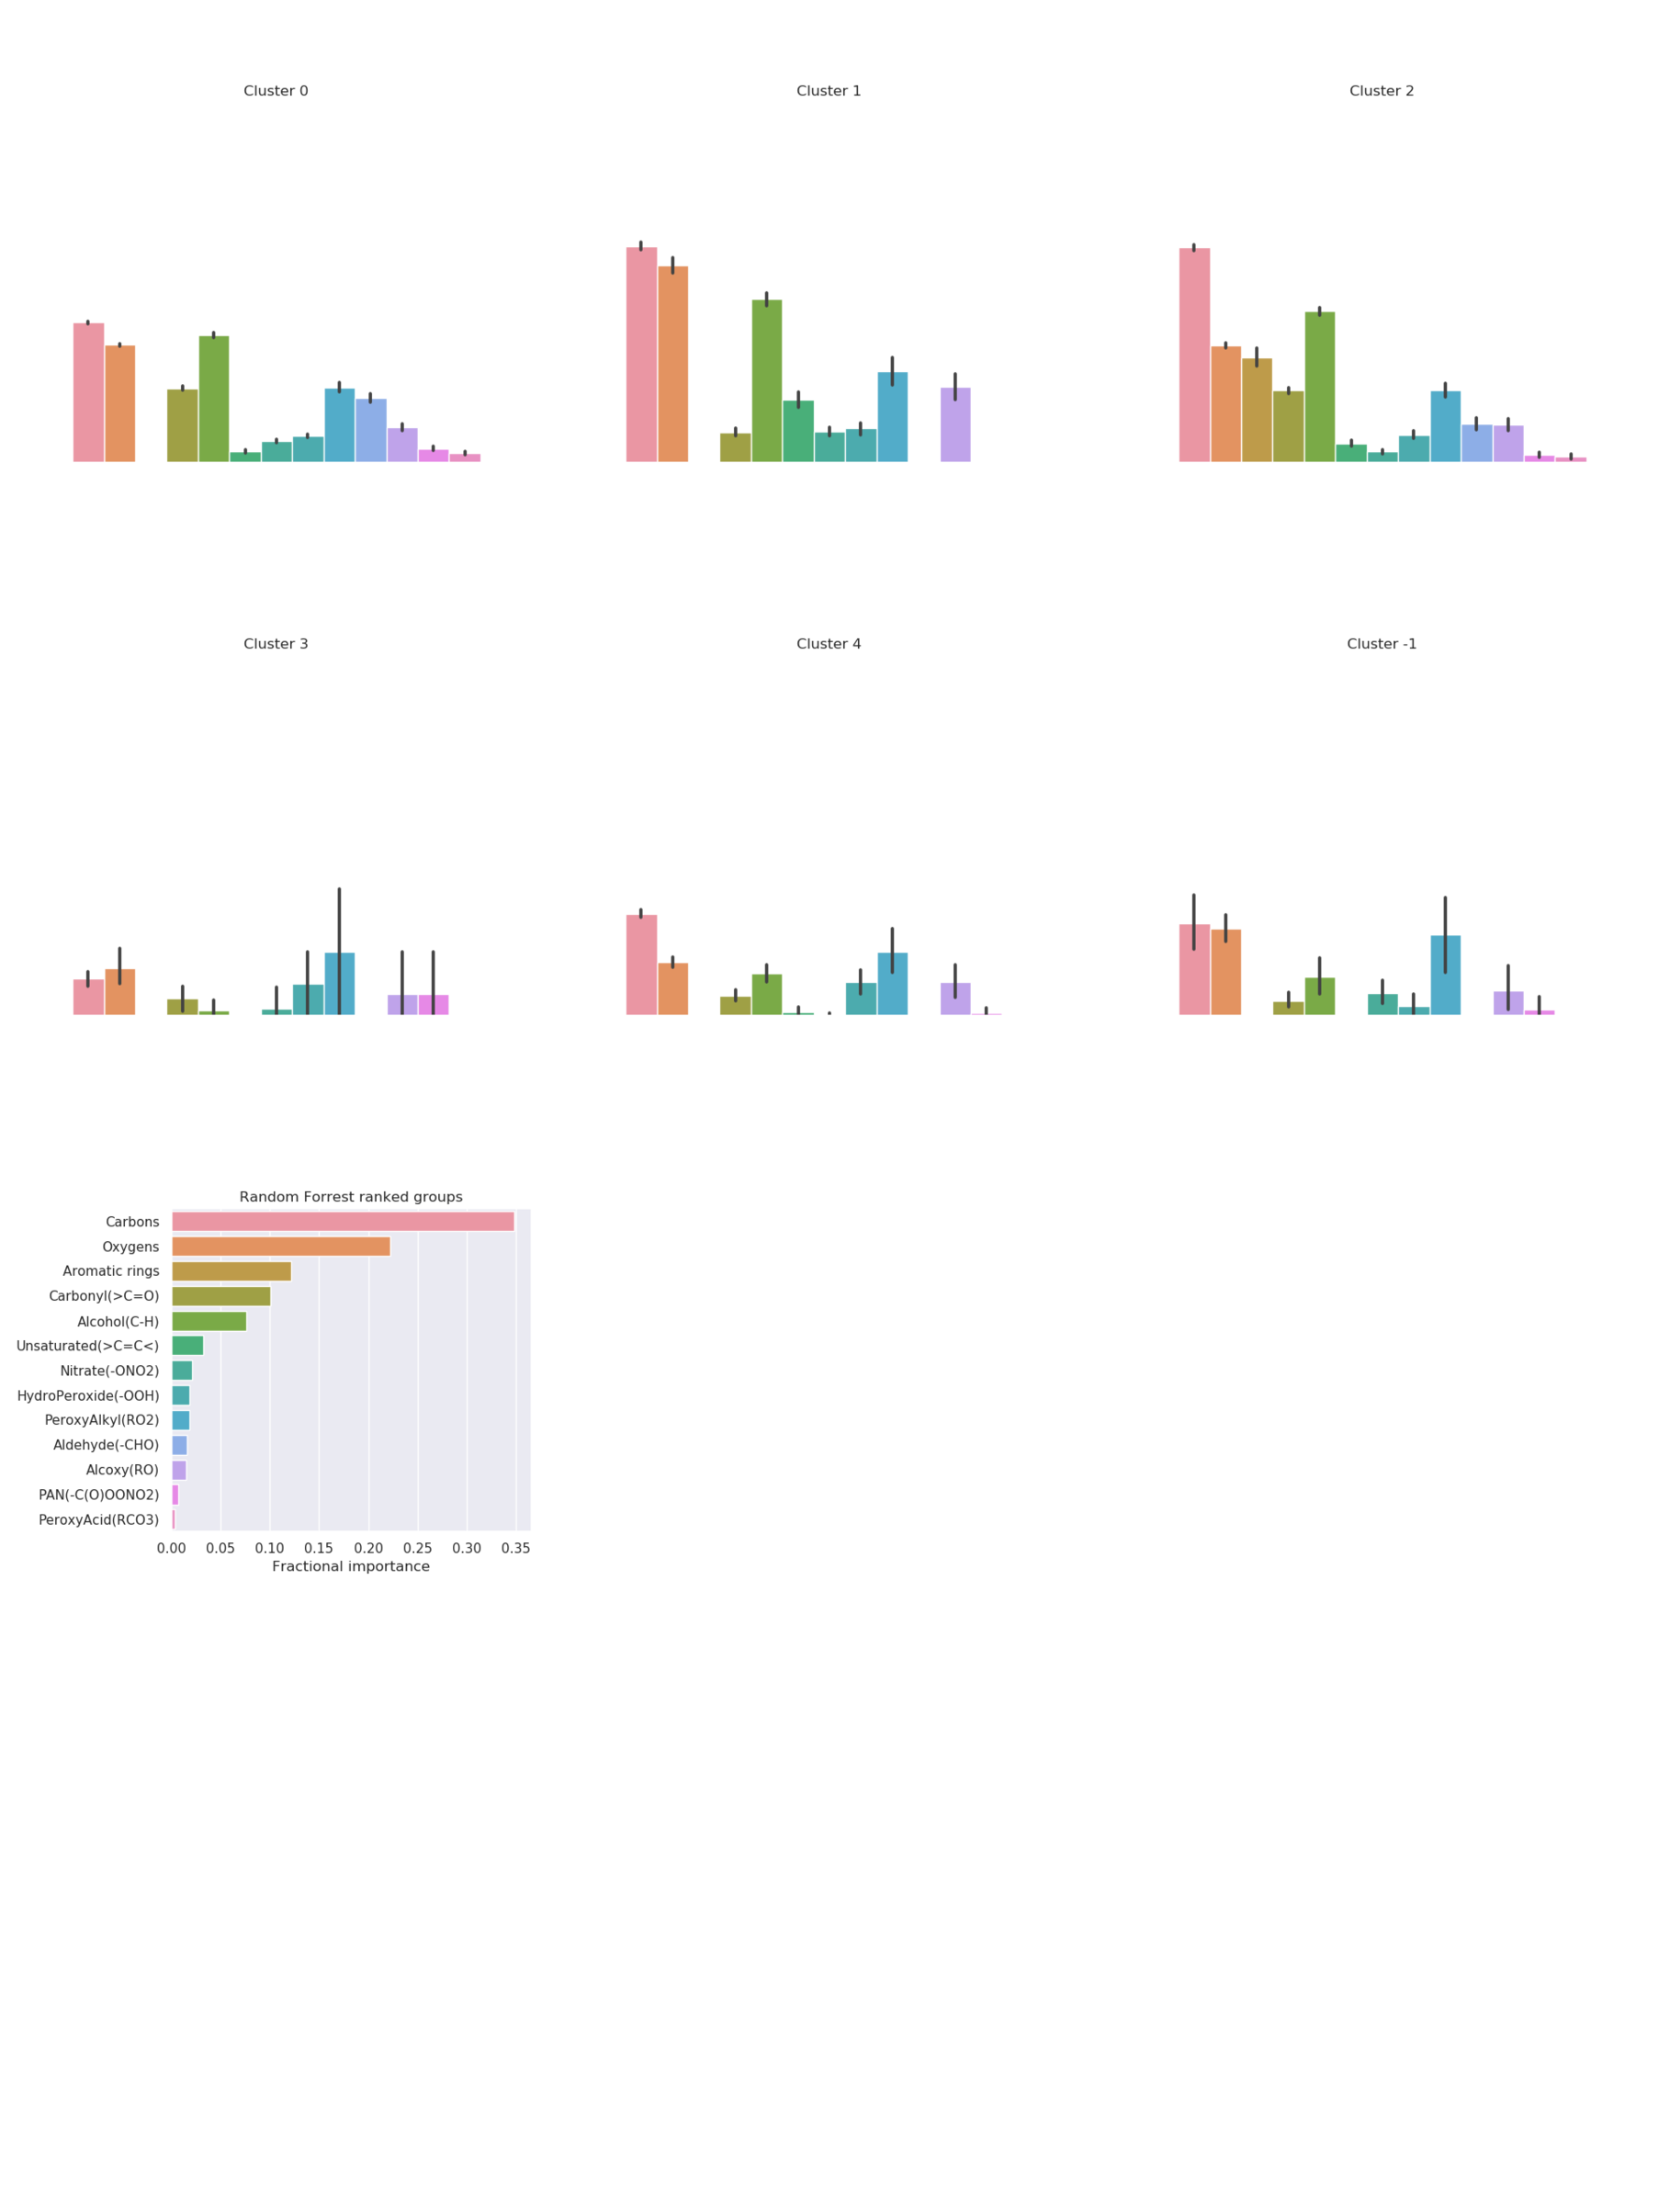 Cluster 0
Cluster 1
Cluster 2
Cluster 3
Cluster 4
Cluster -1
Random Forrest ranked groups
Carbons
Oxygens
Aromatic rings
Carbonyl(>C=O)
Alcohol(C-H)
Unsaturated(>C=C<)
Nitrate(-ONO2)
HydroPeroxide(-OOH)
PeroxyAlkyl(RO2)
Aldehyde(-CHO)
Alcoxy(RO)
PAN(-C(O)OONO2)
PeroxyAcid(RCO3)
0.00 0.05 0.10 0.15 0.20 0.25 0.30 0.35
Fractional importance